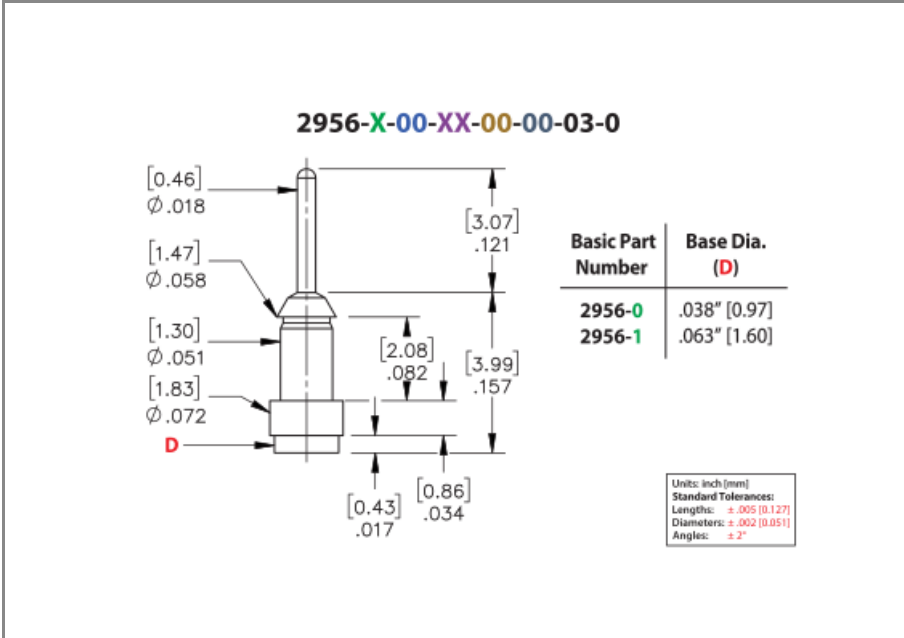 2956-X-00-XX-00-00-03-0
[0.46]
Ø.018
[1.47]
Ø.058
[1.30]
Ø.051
[1.83]
Ø.072
D
[3.07]
.121
[2.08]
.082
[3.99]
.157
[0.86]
.034
[0.43]
.017
Basic Part Number Base Dia. (D)
2956-0 .038" [0.97]
2956-1 .063" [1.60]
Units: inch [mm]
Standard Tolerances:
Lengths: ± .005 [0.127]
Diameters: ± .002 [0.051]
Angles: ± 2°